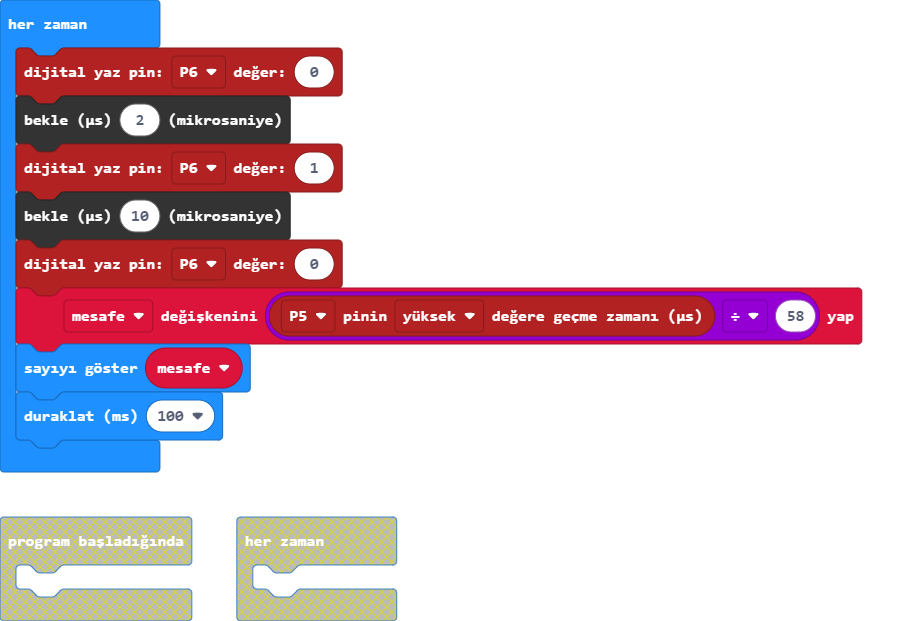 her zaman
dijital yaz pin: P6 değer: 0
bekle (µs) 2 (mikrosaniye)
dijital yaz pin: P6 değer: 1
bekle (µs) 10 (mikrosaniye)
dijital yaz pin: P6 değer: 0
mesafe değişkenini P5 pinin yüksek değere geçme zamanı (µs) ÷ 58 yap
sayıyı göster mesafe
duraklat (ms) 100
program başladığında her zaman